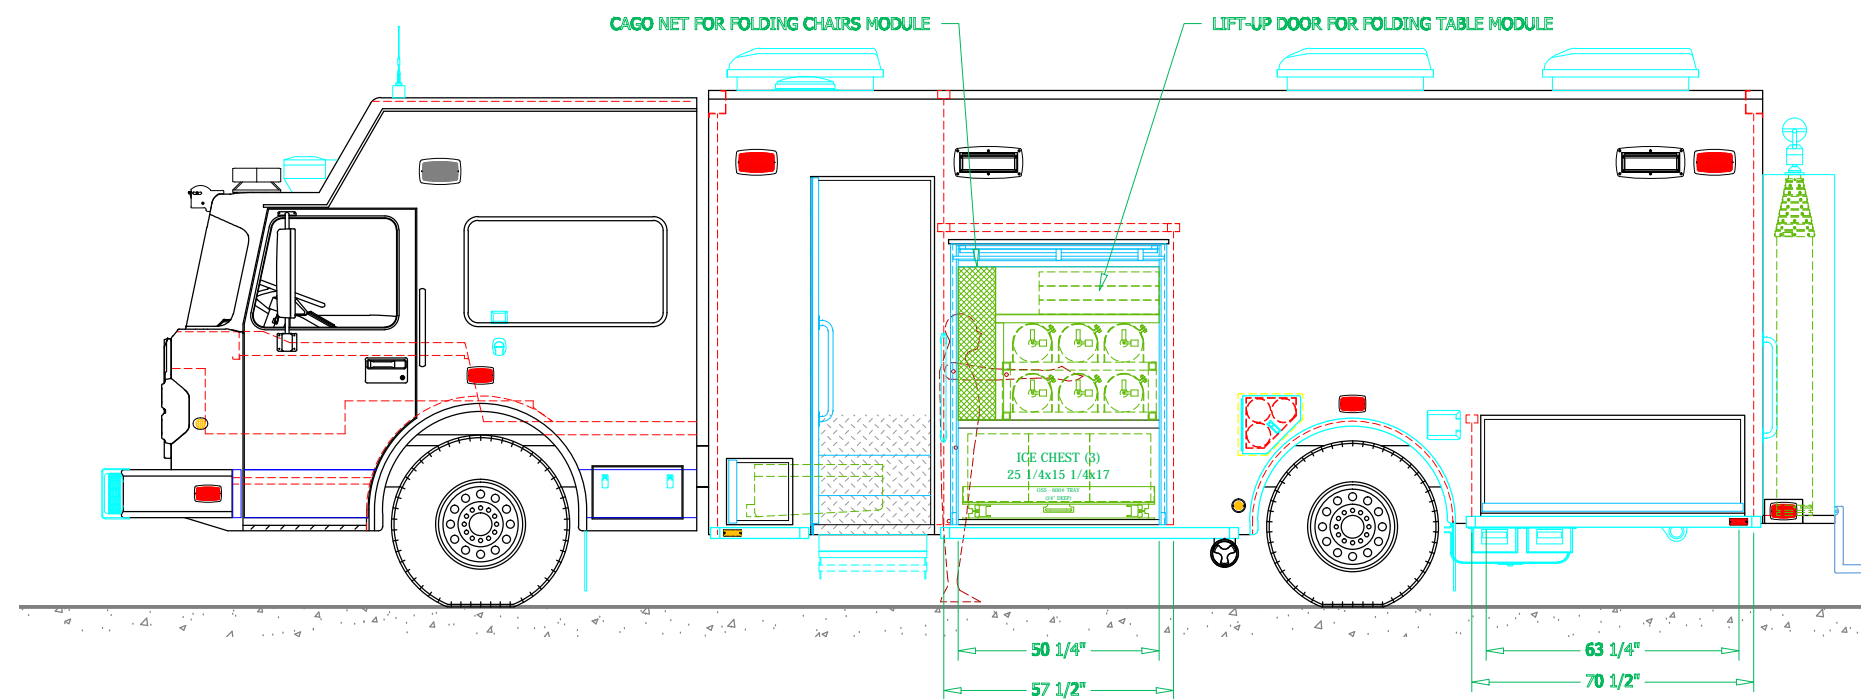 CAGO NET FOR FOLDING CHAIRS MODULE
LIFT-UP DOOR FOR FOLDING TABLE MODULE
ICE CHEST (3)
25 1/4x15 1/4x17
50 1/4"
57 1/2"
63 1/4"
70 1/2"